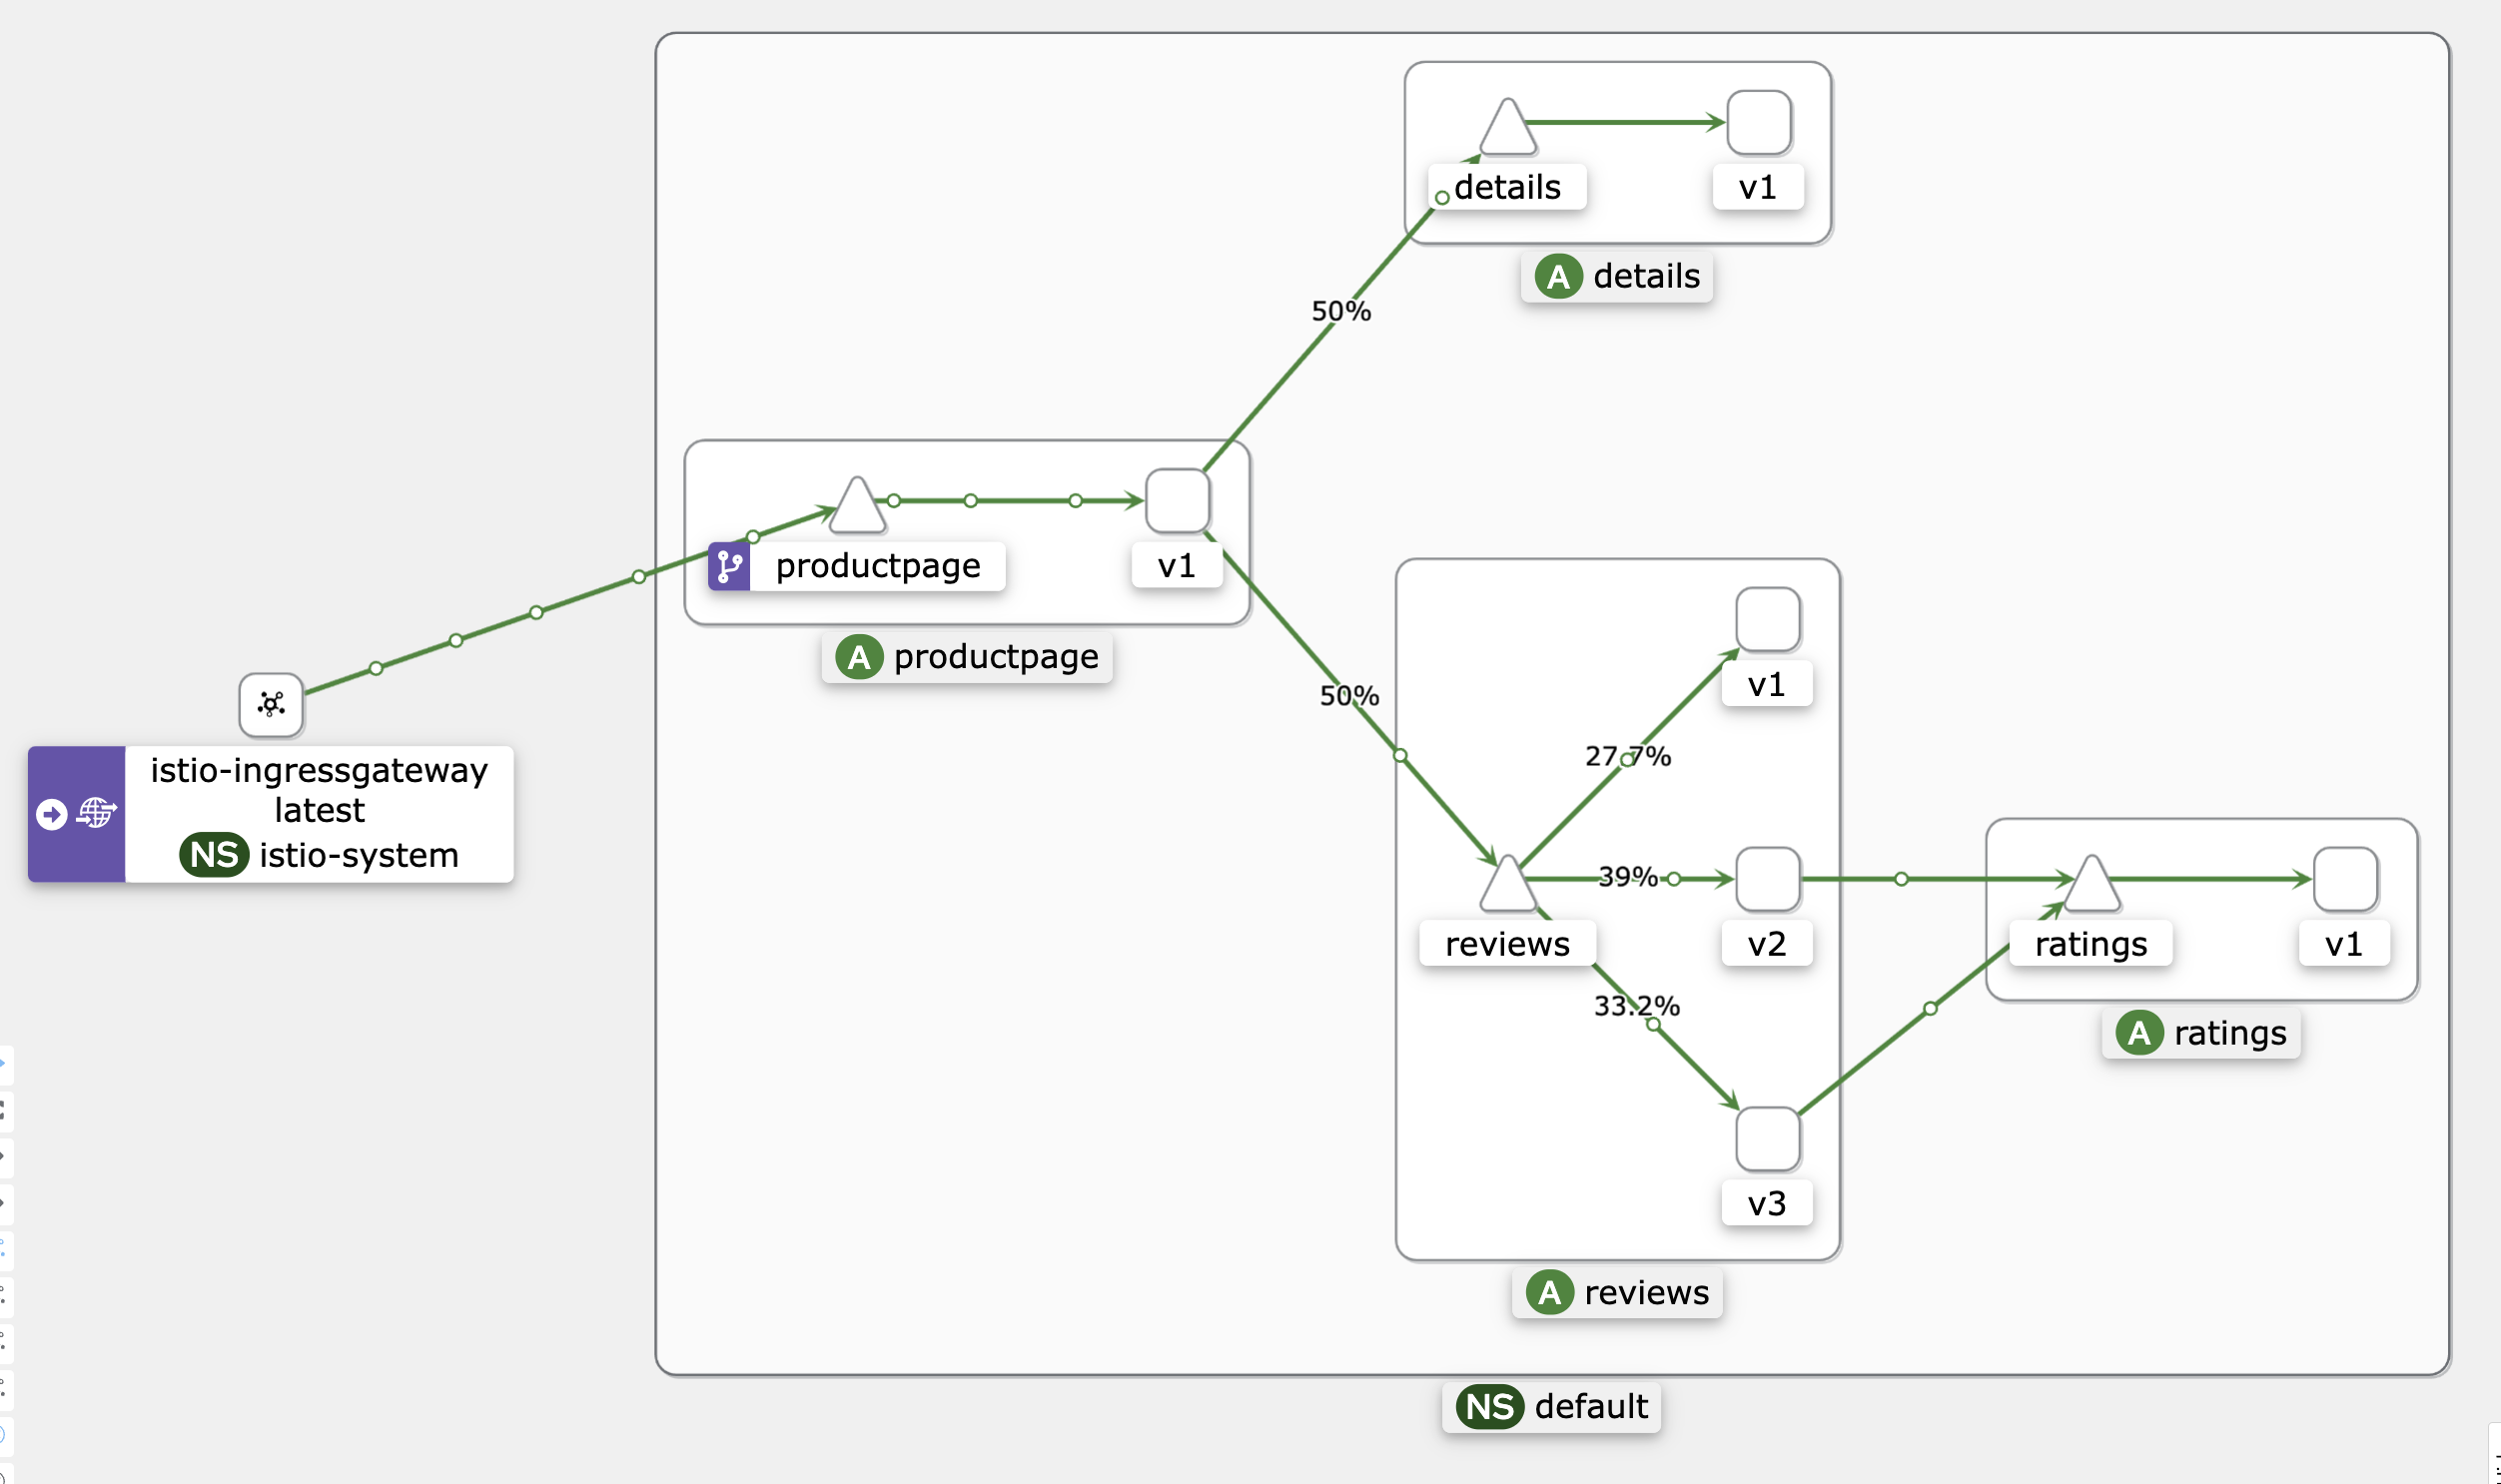 details
v1
A details
50%
productpage
v1
A productpage
50%
istio-ingressgateway
latest
NS istio-system
v1
27.7%
39%
reviews
v2
ratings
v1
33.2%
A ratings
v3
A reviews
NS default